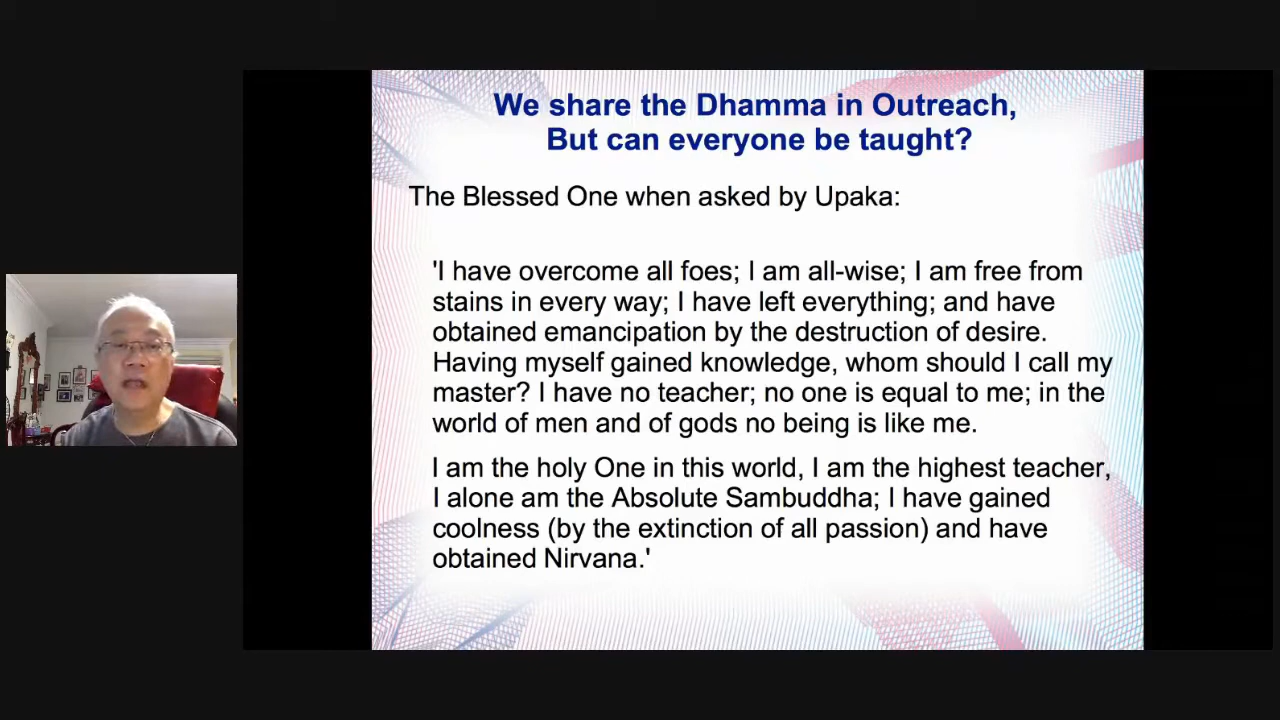 We share the Dhamma in Outreach,
But can everyone be taught?
The Blessed One when asked by Upaka:
'I have overcome all foes; I am all-wise; I am free from
stains in every way; I have left everything; and have
obtained emancipation by the destruction of desire.
Having myself gained knowledge, whom should I call my
master? I have no teacher; no one is equal to me; in the
world of men and of gods no being is like me.
I am the holy One in this world, I am the highest teacher,
I alone am the Absolute Sambuddha; I have gained
coolness (by the extinction of all passion) and have
obtained Nirvana.'